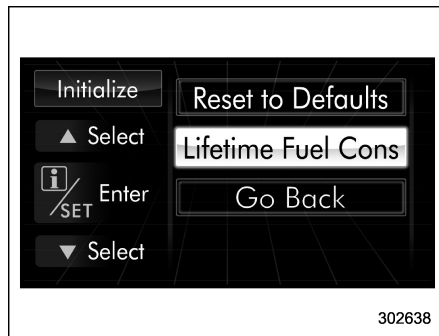 Initialize
Reset to Defaults
▲ Select
Lifetime Fuel Cons
i/SET Enter
Go Back
▼ Select
302638